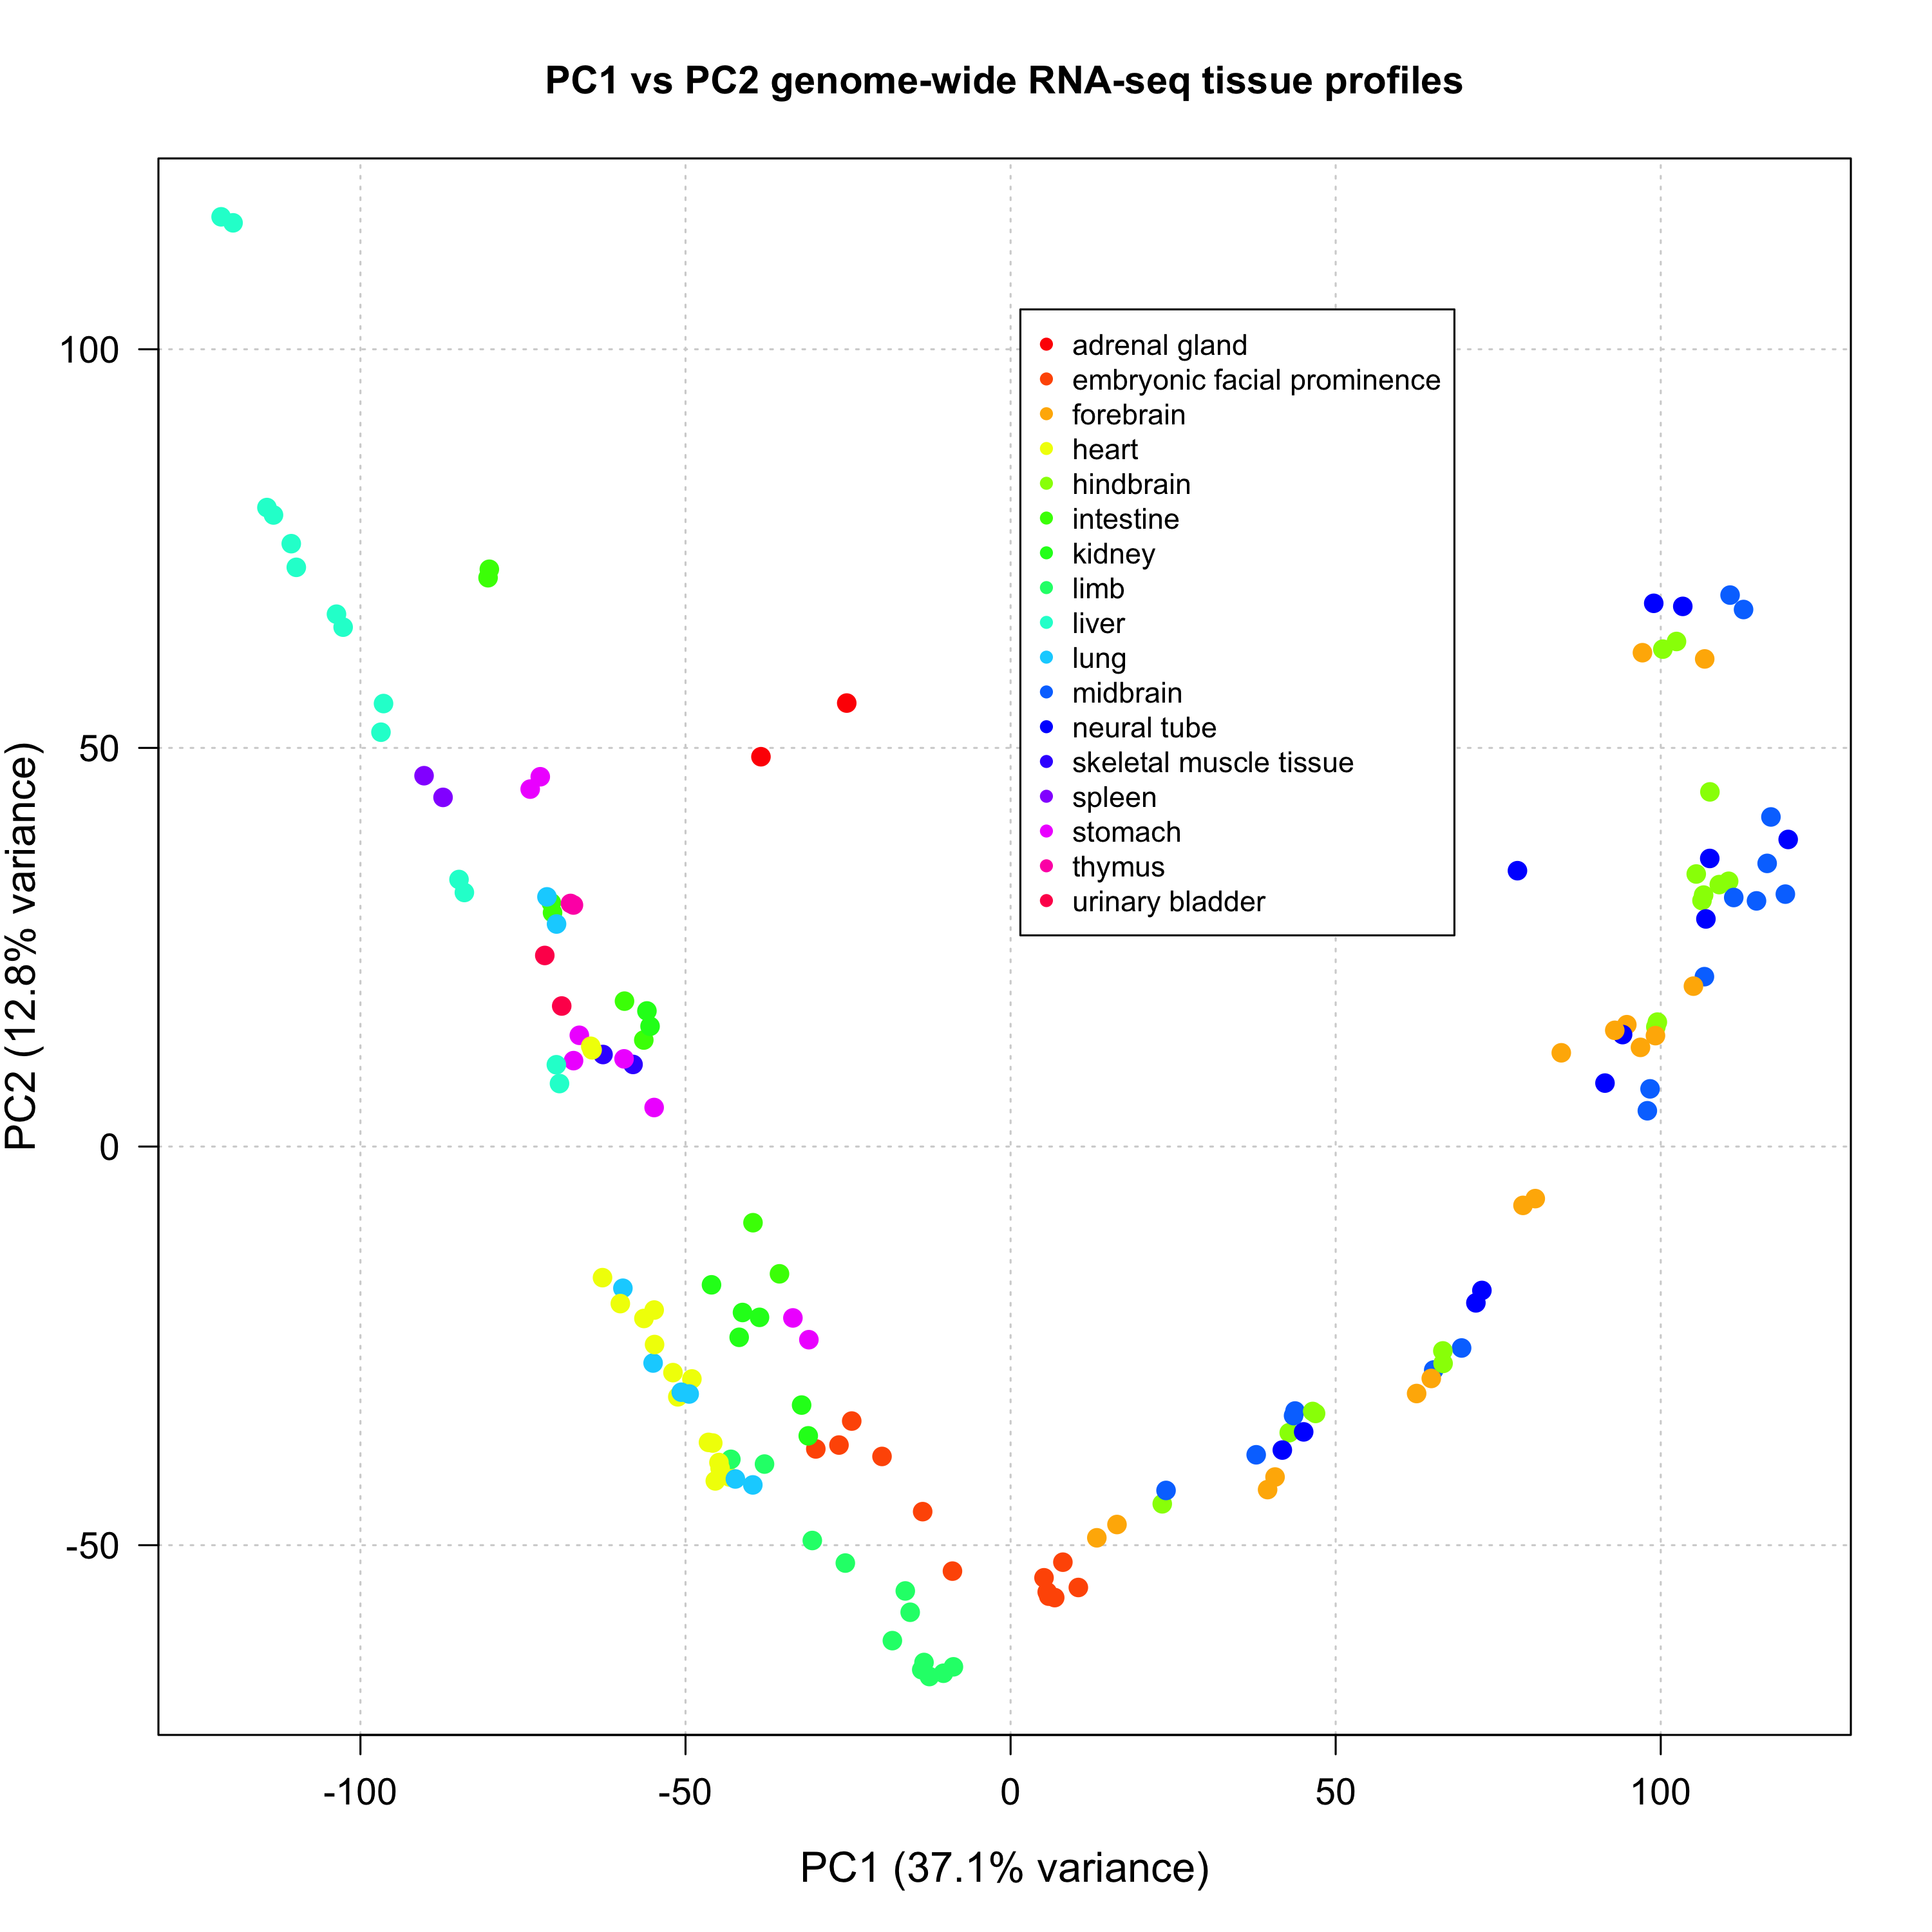 PC1 vs PC2 genome-wide RNA-seq tissue profiles
100
50
0
-50
PC2 (12.8% variance)
adrenal gland
embryonic facial prominence
forebrain
heart
hindbrain
intestine
kidney
limb
liver
lung
midbrain
neural tube
skeletal muscle tissue
spleen
stomach
thymus
urinary bladder
-100
-50
0
50
100
PC1 (37.1% variance)